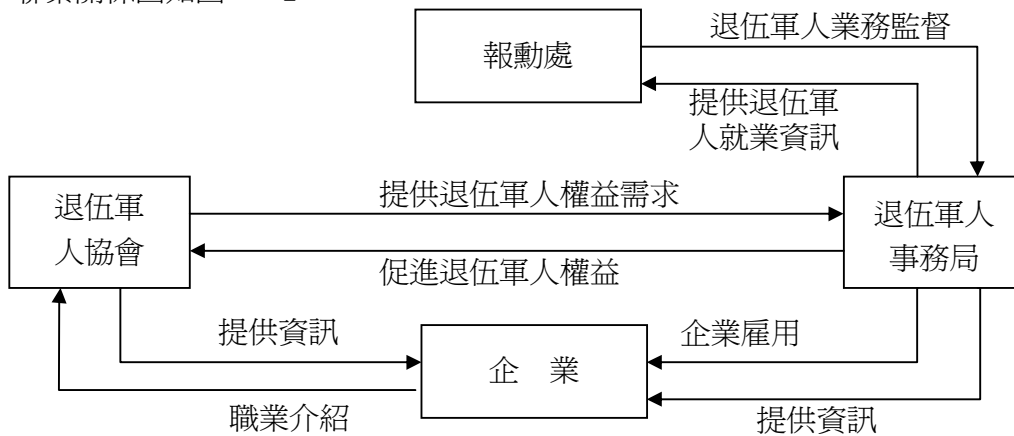 退伍軍人業務監督
報勳處
提供退伍軍
人就業資訊
提供退伍軍人權益需求
退伍軍
人協會
退伍軍人
事務局
促進退伍軍人權益
提供資訊
企業雇用
企 業
職業介紹
提供資訊